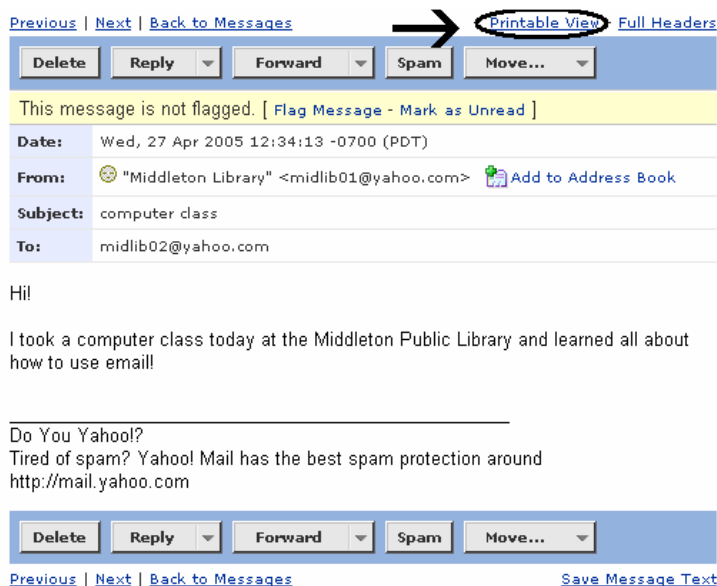 Previous | Next | Back to Messages Printable View Full Headers
Delete Reply Forward Spam Move...
This message is not flagged. [ Flag Message - Mark as Unread ]
Date: Wed, 27 Apr 2005 12:34:13 -0700 (PDT)
From: "Middleton Library" <midlib01@yahoo.com> Add to Address Book
Subject: computer class
To: midlib02@yahoo.com
Hi!
I took a computer class today at the Middleton Public Library and learned all about
how to use email!
Do You Yahoo!?
Tired of spam? Yahoo! Mail has the best spam protection around
http://mail.yahoo.com
Delete Reply Forward Spam Move...
Previous | Next | Back to Messages Save Message Text